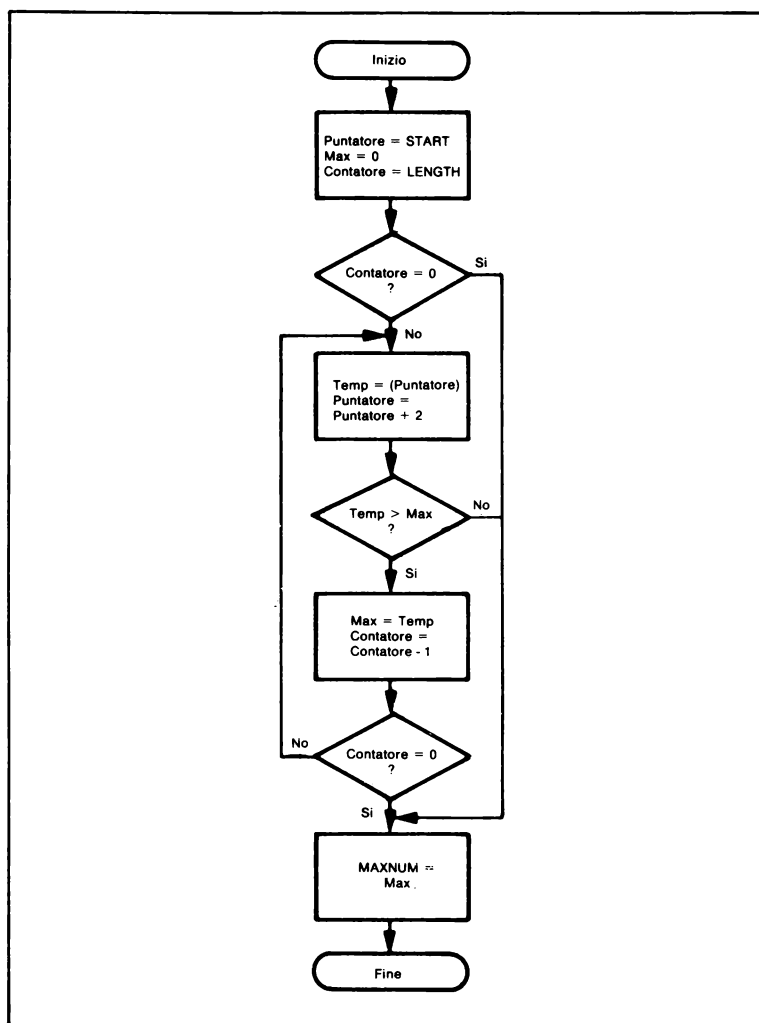 Inizio
Puntatore = START
Max = 0
Contatore = LENGTH
Contatore = 0
?
Si
No
Temp = (Puntatore)
Puntatore =
Puntatore + 2
Temp > Max
?
No
Si
Max = Temp
Contatore =
Contatore - 1
Contatore = 0
?
No
Si
MAXNUM =
Max
Fine